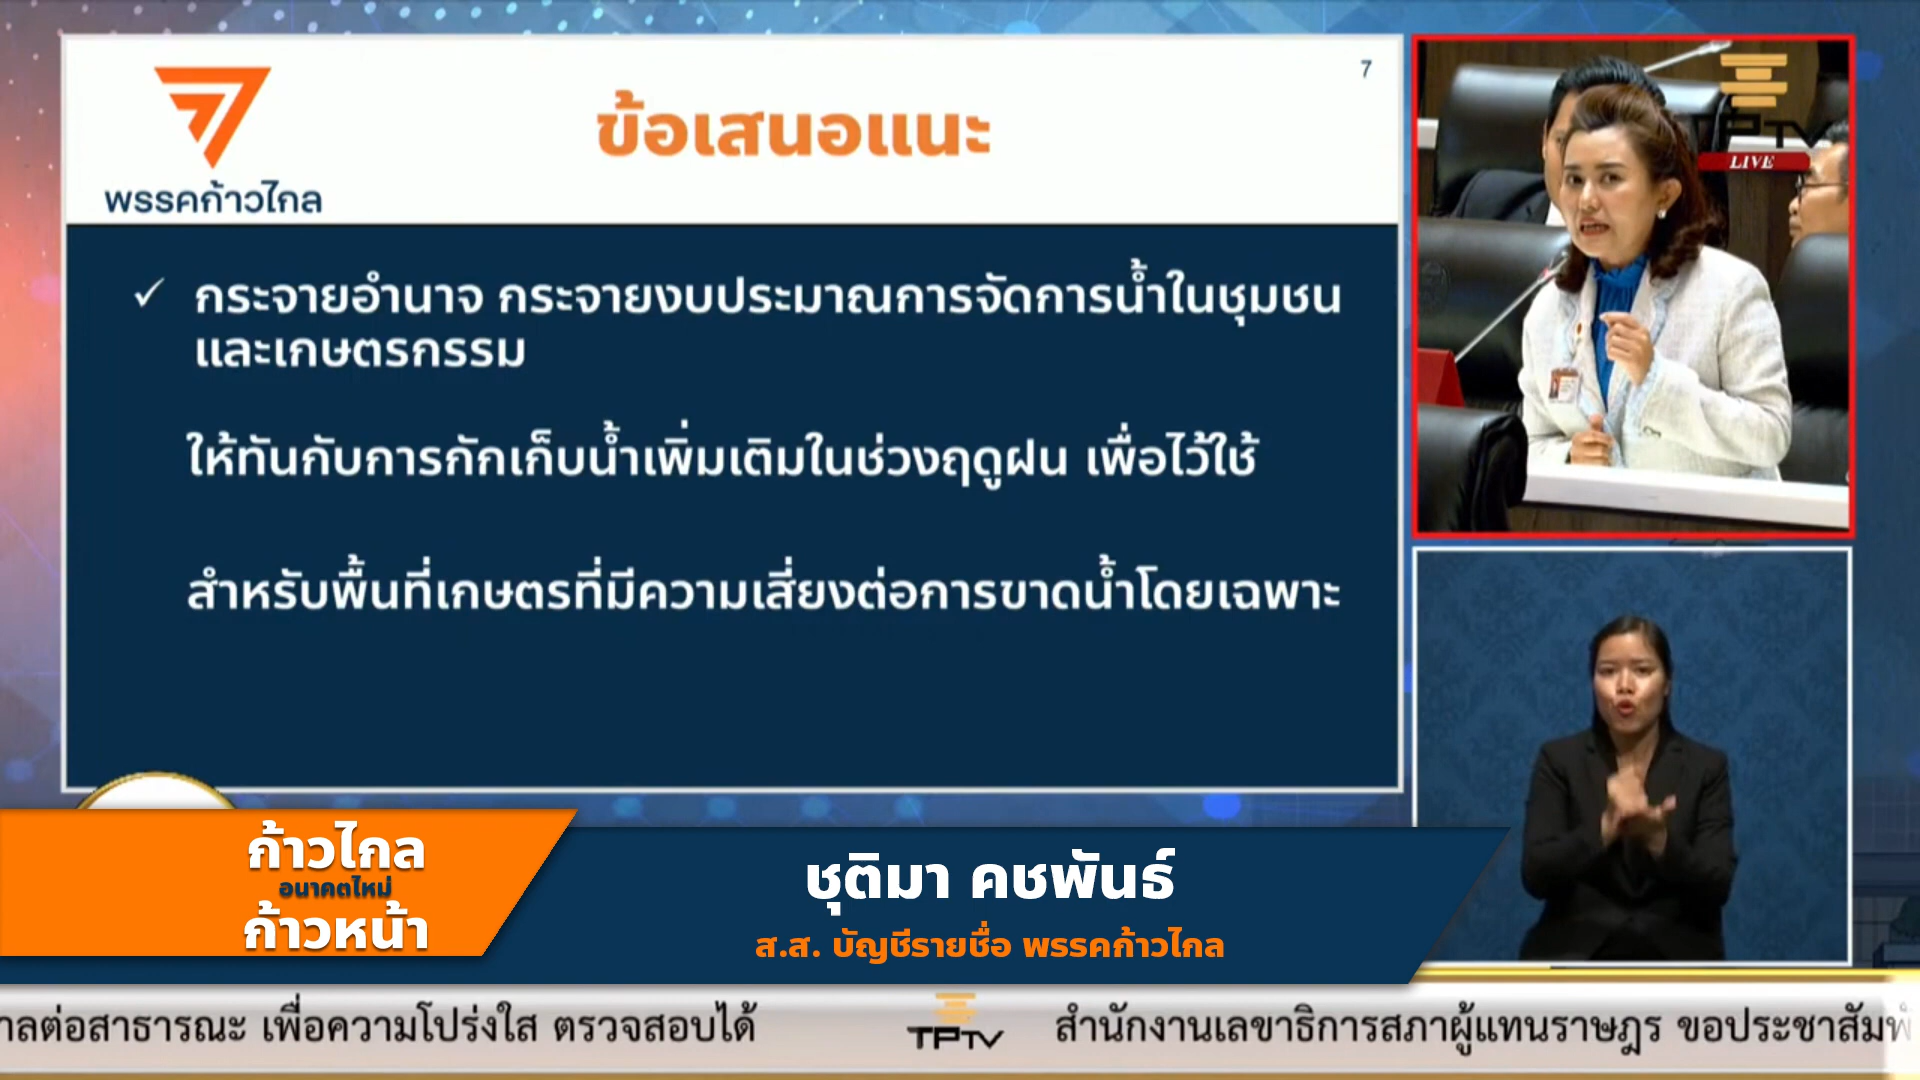 7
ข้อเสนอแนะ
พรรคก้าวไกล
LIVE
✓ กระจายอำนาจ กระจายงบประมาณการจัดการน้ำในชุมชน
และเกษตรกรรม
ให้ทันกับการกักเก็บน้ำเพิ่มเติมในช่วงฤดูฝน เพื่อไว้ใช้
สำหรับพื้นที่เกษตรที่มีความเสี่ยงต่อการขาดน้ำโดยเฉพาะ
ก้าวไกล
อนาคตใหม่
ก้าวหน้า
ชุติมา คชพันธ์
ส.ส. บัญชีรายชื่อ พรรคก้าวไกล
าลต่อสาธารณะ เพื่อความโปร่งใส ตรวจสอบได้ TPTV สำนักงานเลขาธิการสภาผู้แทนราษฎร ขอประชาสัมพั